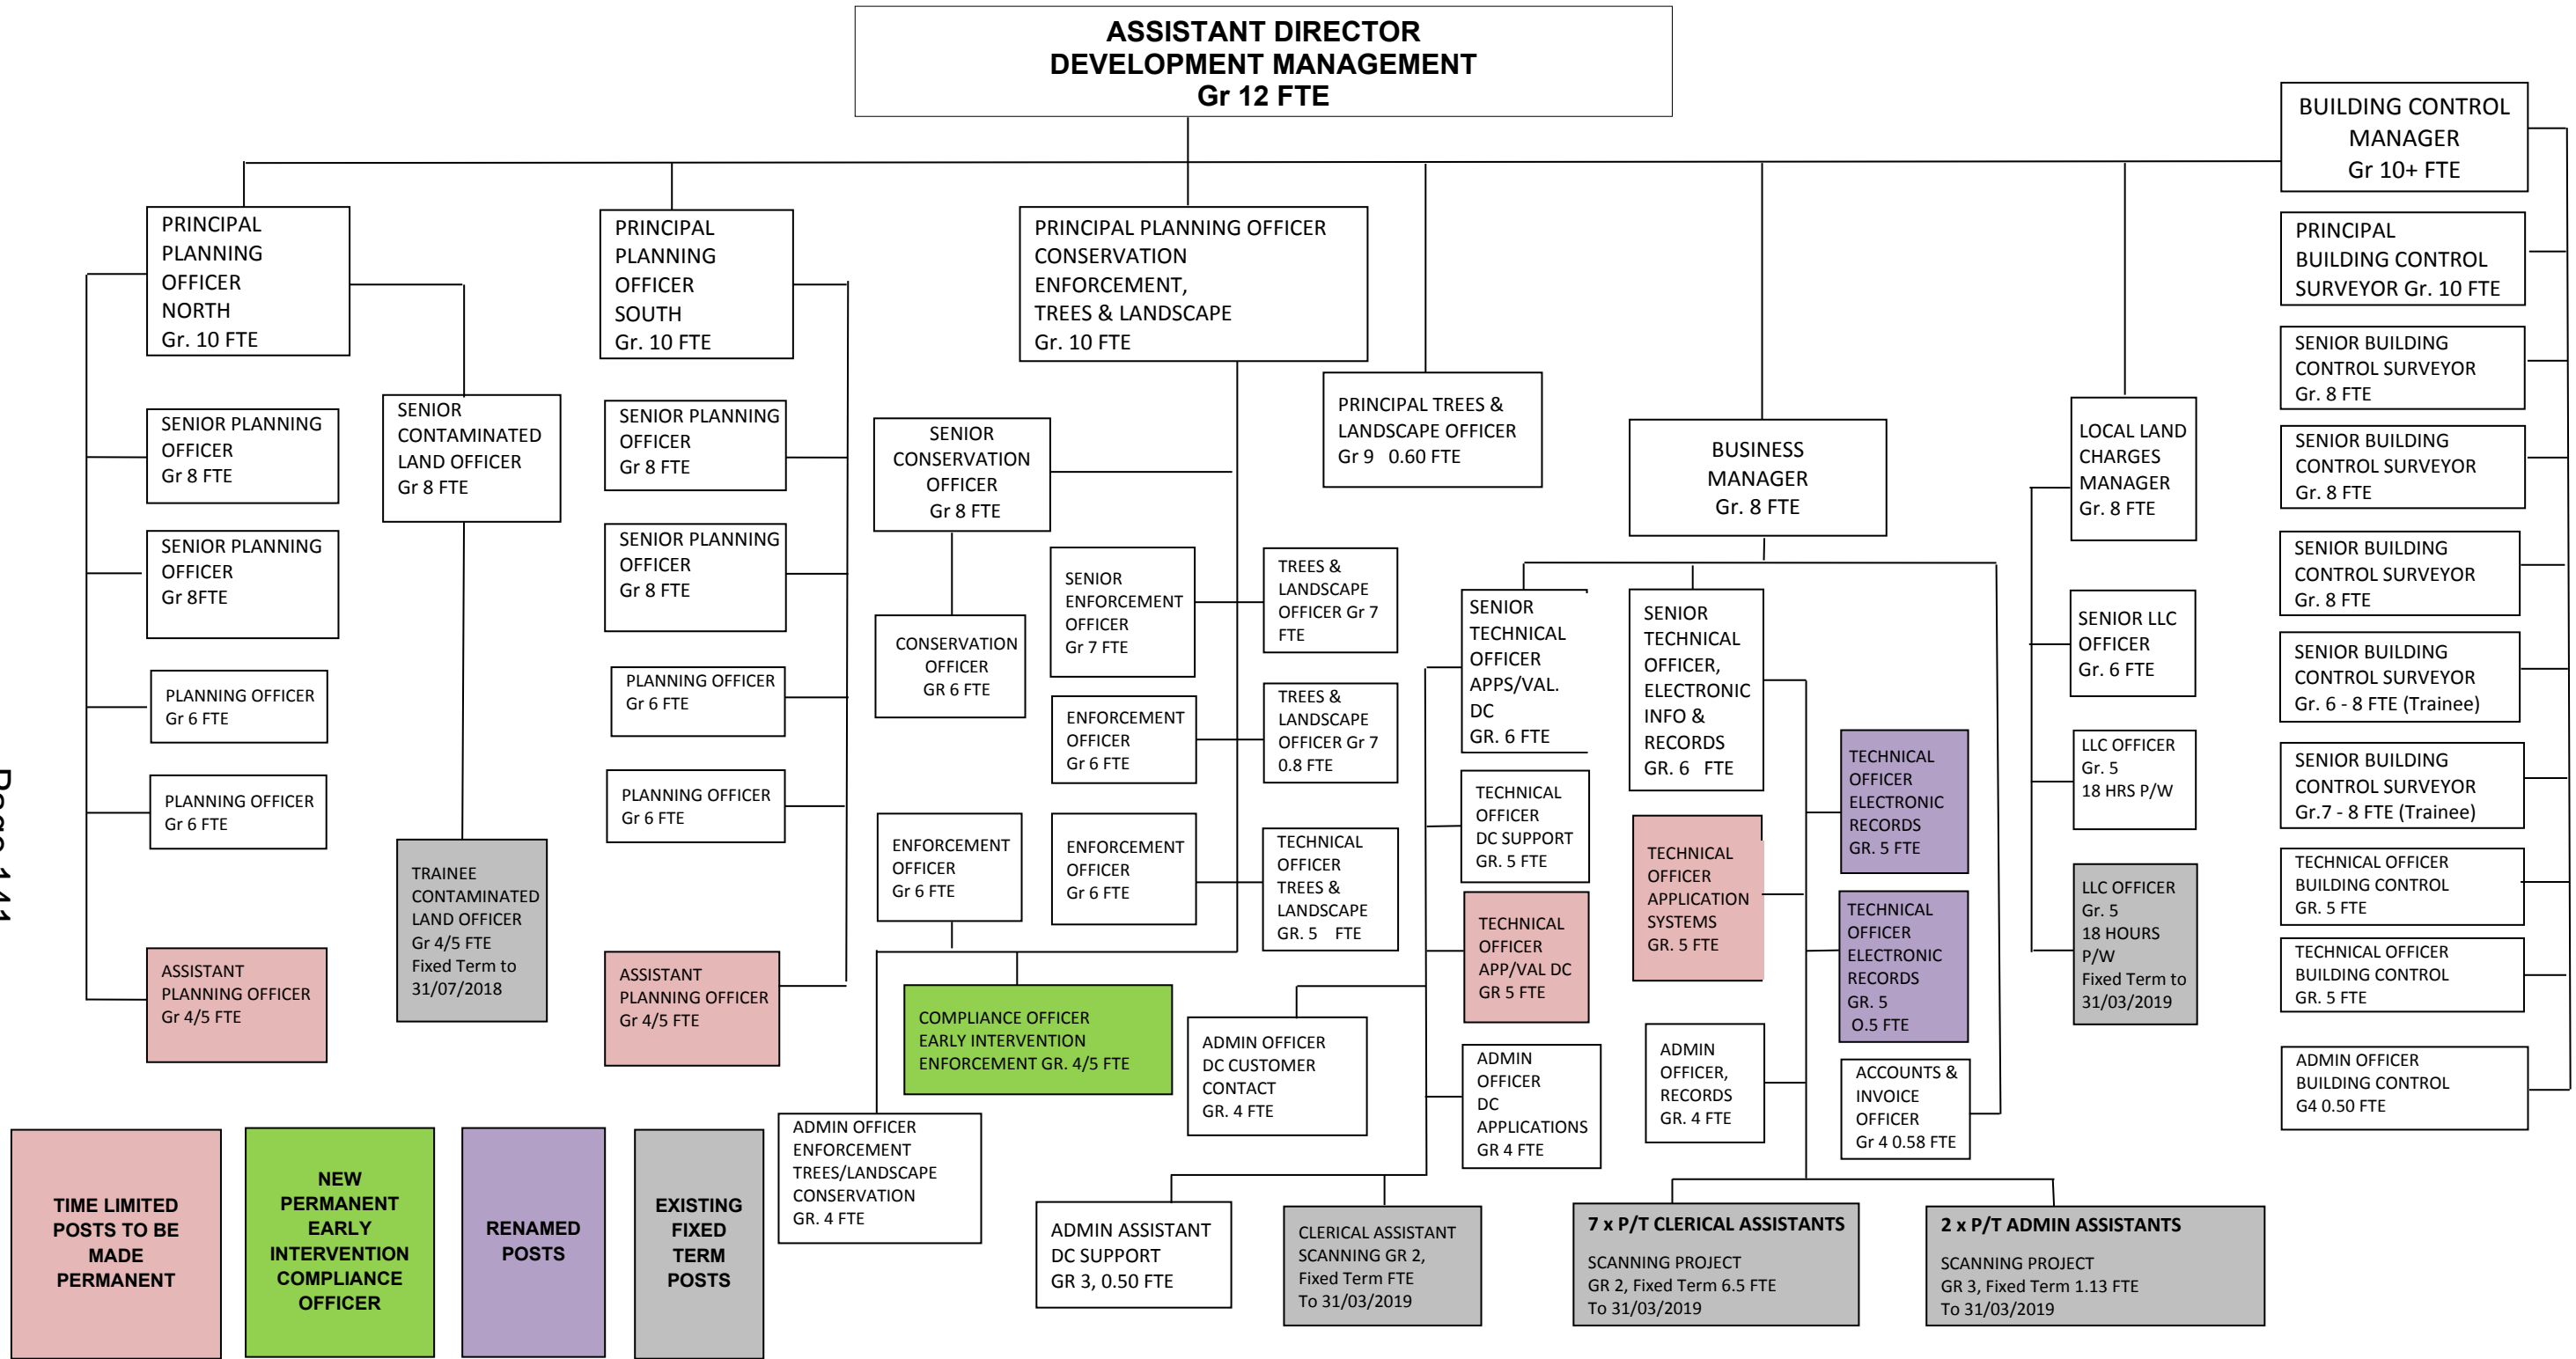 ASSISTANT DIRECTOR
DEVELOPMENT MANAGEMENT
Gr 12 FTE
BUILDING CONTROL
MANAGER
Gr 10+ FTE
PRINCIPAL
PLANNING
OFFICER
NORTH
Gr. 10 FTE
SENIOR PLANNING
OFFICER
Gr 8 FTE
SENIOR PLANNING
OFFICER
Gr 8FTE
PLANNING OFFICER
Gr 6 FTE
PLANNING OFFICER
Gr 6 FTE
ASSISTANT
PLANNING OFFICER
Gr 4/5 FTE
SENIOR
CONTAMINATED
LAND OFFICER
Gr 8 FTE
TRAINEE
CONTAMINATED
LAND OFFICER
Gr 4/5 FTE
Fixed Term to
31/07/2018
PRINCIPAL
PLANNING
OFFICER
SOUTH
Gr. 10 FTE
SENIOR PLANNING
OFFICER
Gr 8 FTE
SENIOR PLANNING
OFFICER
Gr 8 FTE
PLANNING OFFICER
Gr 6 FTE
PLANNING OFFICER
Gr 6 FTE
ASSISTANT
PLANNING OFFICER
Gr 4/5 FTE
PRINCIPAL PLANNING OFFICER
CONSERVATION
ENFORCEMENT,
TREES & LANDSCAPE
Gr. 10 FTE
SENIOR
CONSERVATION
OFFICER
Gr 8 FTE
CONSERVATION
OFFICER
GR 6 FTE
SENIOR
ENFORCEMENT
OFFICER
Gr 7 FTE
TREES &
LANDSCAPE
OFFICER Gr 7
FTE
ENFORCEMENT
OFFICER
Gr 6 FTE
TREES &
LANDSCAPE
OFFICER Gr 7
0.8 FTE
ENFORCEMENT
OFFICER
Gr 6 FTE
ENFORCEMENT
OFFICER
Gr 6 FTE
TECHNICAL
OFFICER
TREES &
LANDSCAPE
GR. 5 FTE
COMPLIANCE OFFICER
EARLY INTERVENTION
ENFORCEMENT GR. 4/5 FTE
ADMIN OFFICER
ENFORCEMENT
TREES/LANDSCAPE
CONSERVATION
GR. 4 FTE
PRINCIPAL TREES &
LANDSCAPE OFFICER
Gr 9 0.60 FTE
BUSINESS
MANAGER
Gr. 8 FTE
SENIOR
TECHNICAL
OFFICER
APPS/VAL.
DC
GR. 6 FTE
TECHNICAL
OFFICER
DC SUPPORT
GR. 5 FTE
TECHNICAL
OFFICER
APP/VAL DC
GR 5 FTE
ADMIN OFFICER
DC CUSTOMER
CONTACT
GR. 4 FTE
ADMIN
OFFICER
DC
APPLICATIONS
GR 4 FTE
ADMIN ASSISTANT
DC SUPPORT
GR 3, 0.50 FTE
CLERICAL ASSISTANT
SCANNING GR 2,
Fixed Term FTE
To 31/03/2019
SENIOR
TECHNICAL
OFFICER,
ELECTRONIC
INFO &
RECORDS
GR. 6 FTE
TECHNICAL
OFFICER
ELECTRONIC
RECORDS
GR. 5 FTE
TECHNICAL
OFFICER
APPLICATION
SYSTEMS
GR. 5 FTE
TECHNICAL
OFFICER
ELECTRONIC
RECORDS
GR. 5
O.5 FTE
ADMIN
OFFICER,
RECORDS
GR. 4 FTE
ACCOUNTS &
INVOICE
OFFICER
Gr 4 0.58 FTE
7 x P/T CLERICAL ASSISTANTS
SCANNING PROJECT
GR 2, Fixed Term 6.5 FTE
To 31/03/2019
2 x P/T ADMIN ASSISTANTS
SCANNING PROJECT
GR 3, Fixed Term 1.13 FTE
To 31/03/2019
LOCAL LAND
CHARGES
MANAGER
Gr. 8 FTE
SENIOR LLC
OFFICER
Gr. 6 FTE
LLC OFFICER
Gr. 5
18 HRS P/W
LLC OFFICER
Gr. 5
18 HOURS
P/W
Fixed Term to
31/03/2019
PRINCIPAL
BUILDING CONTROL
SURVEYOR Gr. 10 FTE
SENIOR BUILDING
CONTROL SURVEYOR
Gr. 8 FTE
SENIOR BUILDING
CONTROL SURVEYOR
Gr. 8 FTE
SENIOR BUILDING
CONTROL SURVEYOR
Gr. 8 FTE
SENIOR BUILDING
CONTROL SURVEYOR
Gr. 6 - 8 FTE (Trainee)
SENIOR BUILDING
CONTROL SURVEYOR
Gr.7 - 8 FTE (Trainee)
TECHNICAL OFFICER
BUILDING CONTROL
GR. 5 FTE
TECHNICAL OFFICER
BUILDING CONTROL
GR. 5 FTE
ADMIN OFFICER
BUILDING CONTROL
G4 0.50 FTE
TIME LIMITED
POSTS TO BE
MADE
PERMANENT
NEW
PERMANENT
EARLY
INTERVENTION
COMPLIANCE
OFFICER
RENAMED
POSTS
EXISTING
FIXED
TERM
POSTS